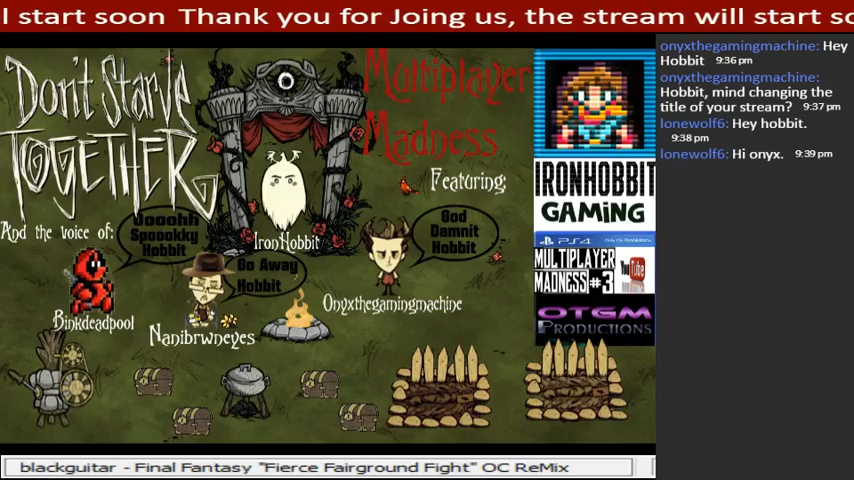 l start soon Thank you for Joing us, the stream will start so
Don't Starve
TOGETHER
Multiplayer
Madness
Featuring:
And the voice of:
Joooohh
Spoookky
Hobbit
IronHobbit
God
Damnit
Hobbit
Go Away
Hobbit
Onyxthegamingmachine
Binkdeadpool
Nanibrwneyes
IRONHOBBIT
GAMING
PS4
MULTIPLAYER
MADNESS #3
You Tube
OTGM
PRODUCTIONS
onyxthegamingmachine: Hey
Hobbit 9:36 pm
onyxthegamingmachine:
Hobbit, mind changing the
title of your stream? 9:37 pm
lonewolf6: Hey hobbit.
9:38 pm
lonewolf6: Hi onyx. 9:39 pm
blackguitar - Final Fantasy "Fierce Fairground Fight" OC ReMix